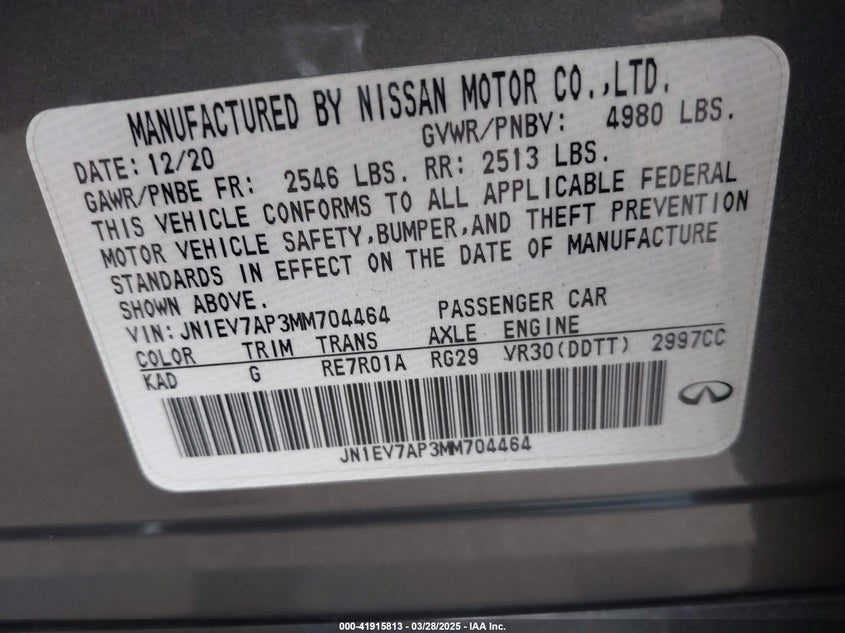 MANUFACTURED BY NISSAN MOTOR CO.,LTD.
DATE: 12/20 GVWR/PNBV: 4980 LBS.
GAWR/PNBE FR: 2546 LBS. RR: 2513 LBS.
THIS VEHICLE CONFORMS TO ALL APPLICABLE FEDERAL
MOTOR VEHICLE SAFETY,BUMPER,AND THEFT PREVENTION
STANDARDS IN EFFECT ON THE DATE OF MANUFACTURE
SHOWN ABOVE.
VIN:JN1EV7AP3MM704464 PASSENGER CAR
COLOR TRIM TRANS AXLE ENGINE
KAD G RE7R01A RG29 VR30(DDTT) 2997CC
JN1EV7AP3MM704464
000-41915813 - 03/28/2025 - IAA Inc.